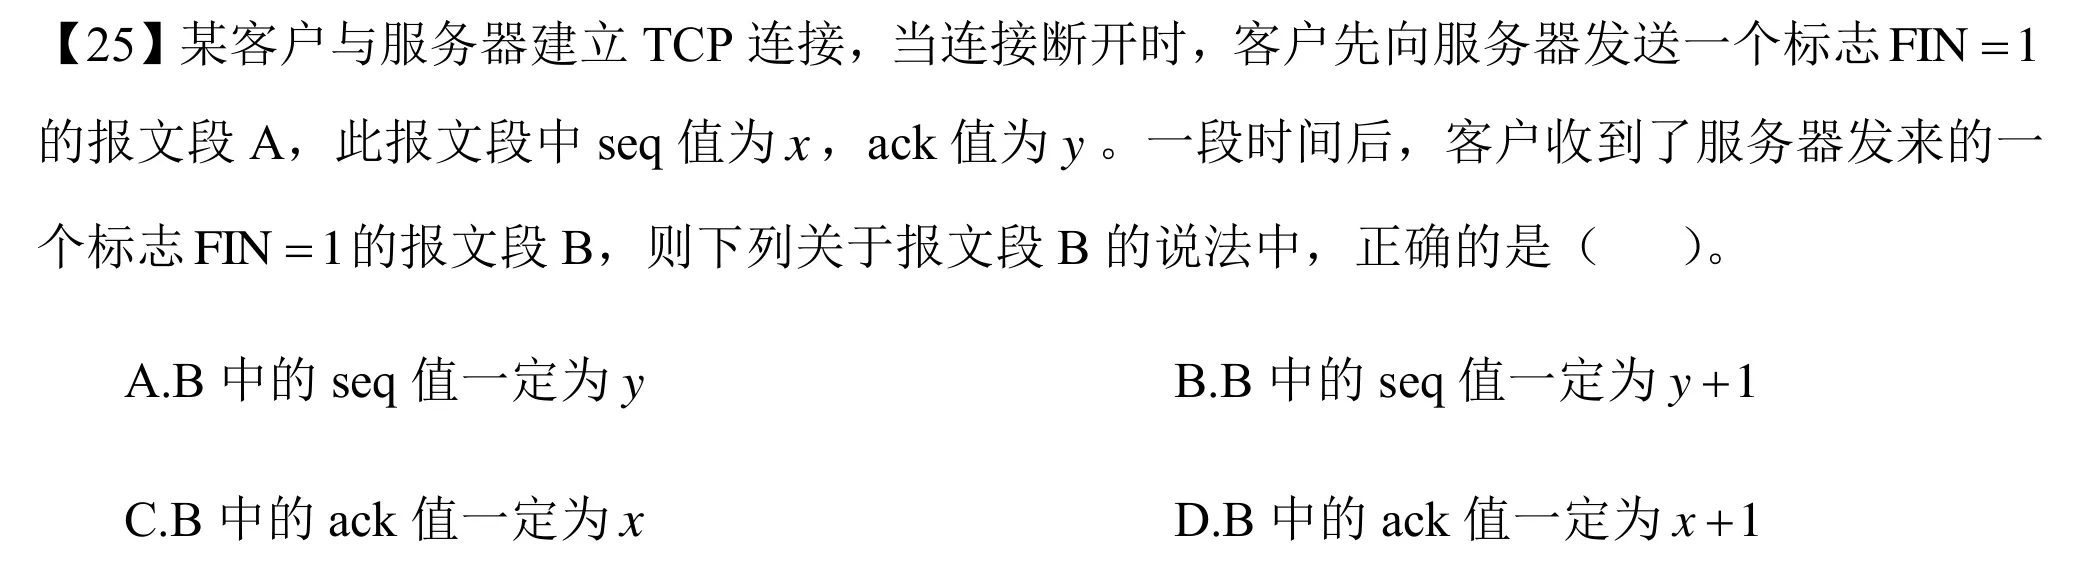 【25】某客户与服务器建立 TCP 连接，当连接断开时，客户先向服务器发送一个标志 FIN = 1
的报文段 A，此报文段中 seq 值为 x，ack 值为 y。一段时间后，客户收到了服务器发来的一
个标志 FIN = 1 的报文段 B，则下列关于报文段 B 的说法中，正确的是（　　）。
A.B 中的 seq 值一定为 y
B.B 中的 seq 值一定为 y + 1
C.B 中的 ack 值一定为 x
D.B 中的 ack 值一定为 x + 1